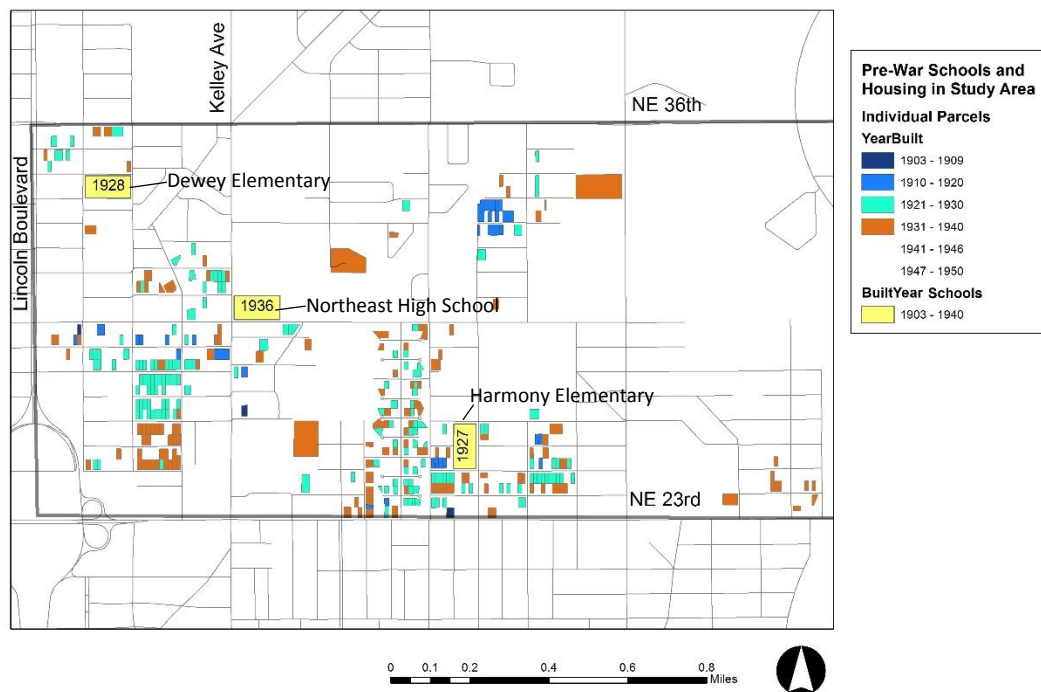 Kelley Ave
NE 36th
Lincoln Boulevard
1928
Dewey Elementary
1936
Northeast High School
Harmony Elementary
1927
NE 23rd
Pre-War Schools and
Housing in Study Area
Individual Parcels
YearBuilt
1903 - 1909
1910 - 1920
1921 - 1930
1931 - 1940
1941 - 1946
1947 - 1950
BuiltYear Schools
1903 - 1940
0 0.1 0.2 0.4 0.6 0.8
Miles